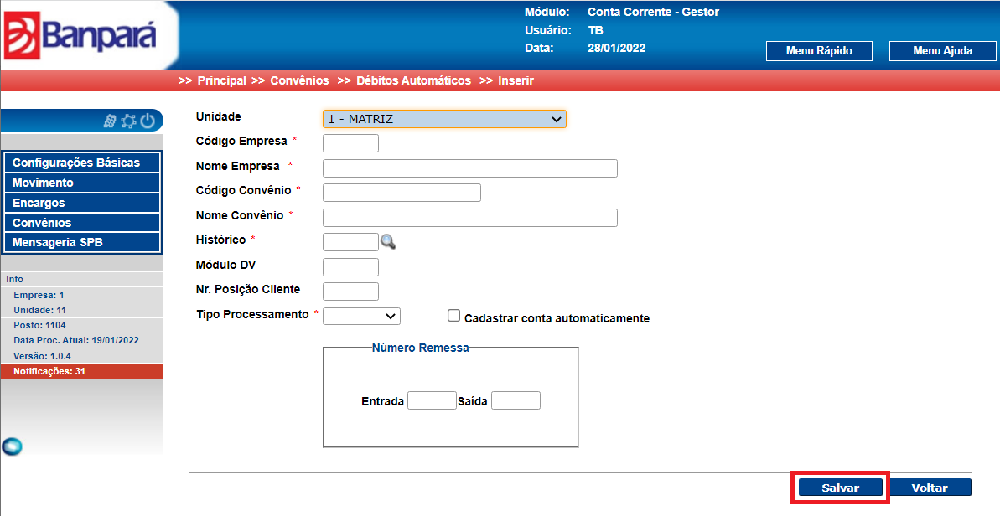 Banpará
Módulo: Conta Corrente - Gestor
Usuário: TB
Data: 28/01/2022
Menu Rápido Menu Ajuda
>> Principal >> Convênios >> Débitos Automáticos >> Inserir
Configurações Básicas
Movimento
Encargos
Convênios
Mensageria SPB
Info
Empresa: 1
Unidade: 11
Posto: 1104
Data Proc. Atual: 19/01/2022
Versão: 1.0.4
Notificações: 31
Unidade 1 - MATRIZ
Código Empresa *
Nome Empresa *
Código Convênio *
Nome Convênio *
Histórico *
Módulo DV
Nr. Posição Cliente
Tipo Processamento * Cadastrar conta automaticamente
Número Remessa
Entrada Saída
Salvar Voltar